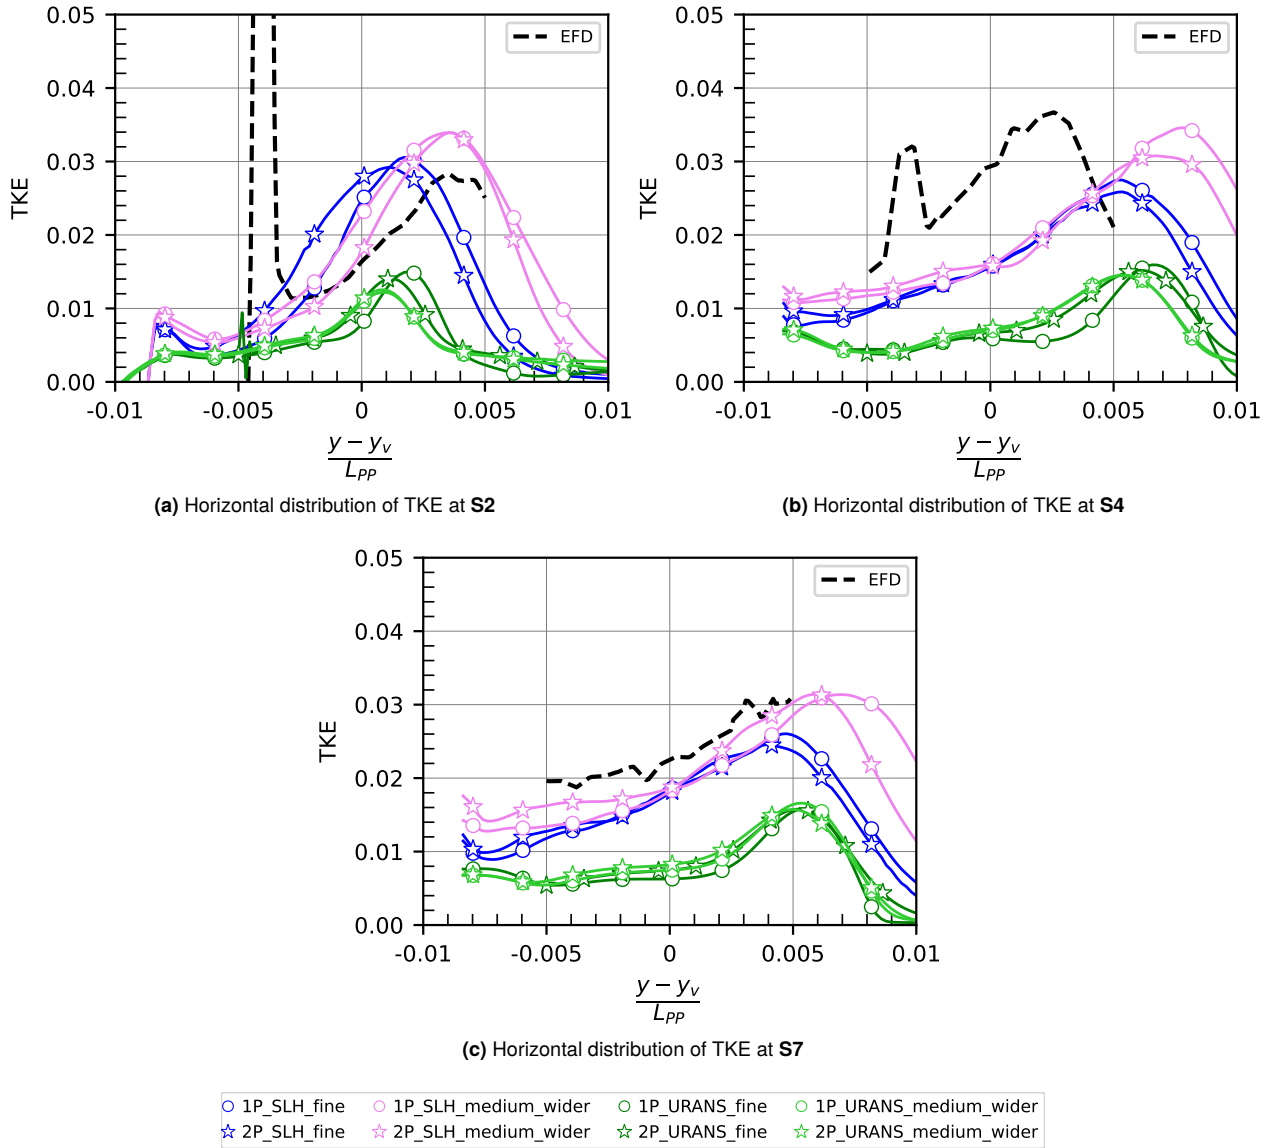 0.05
0.04
0.03
0.02
0.01
0.00
TKE
EFD
-0.01 -0.005 0 0.005 0.01
y − y_v
L_PP
(a) Horizontal distribution of TKE at S2
0.05
0.04
0.03
0.02
0.01
0.00
TKE
EFD
-0.01 -0.005 0 0.005 0.01
y − y_v
L_PP
(b) Horizontal distribution of TKE at S4
0.05
0.04
0.03
0.02
0.01
0.00
TKE
EFD
-0.01 -0.005 0 0.005 0.01
y − y_v
L_PP
(c) Horizontal distribution of TKE at S7
1P_SLH_fine 1P_SLH_medium_wider 1P_URANS_fine 1P_URANS_medium_wider
2P_SLH_fine 2P_SLH_medium_wider 2P_URANS_fine 2P_URANS_medium_wider